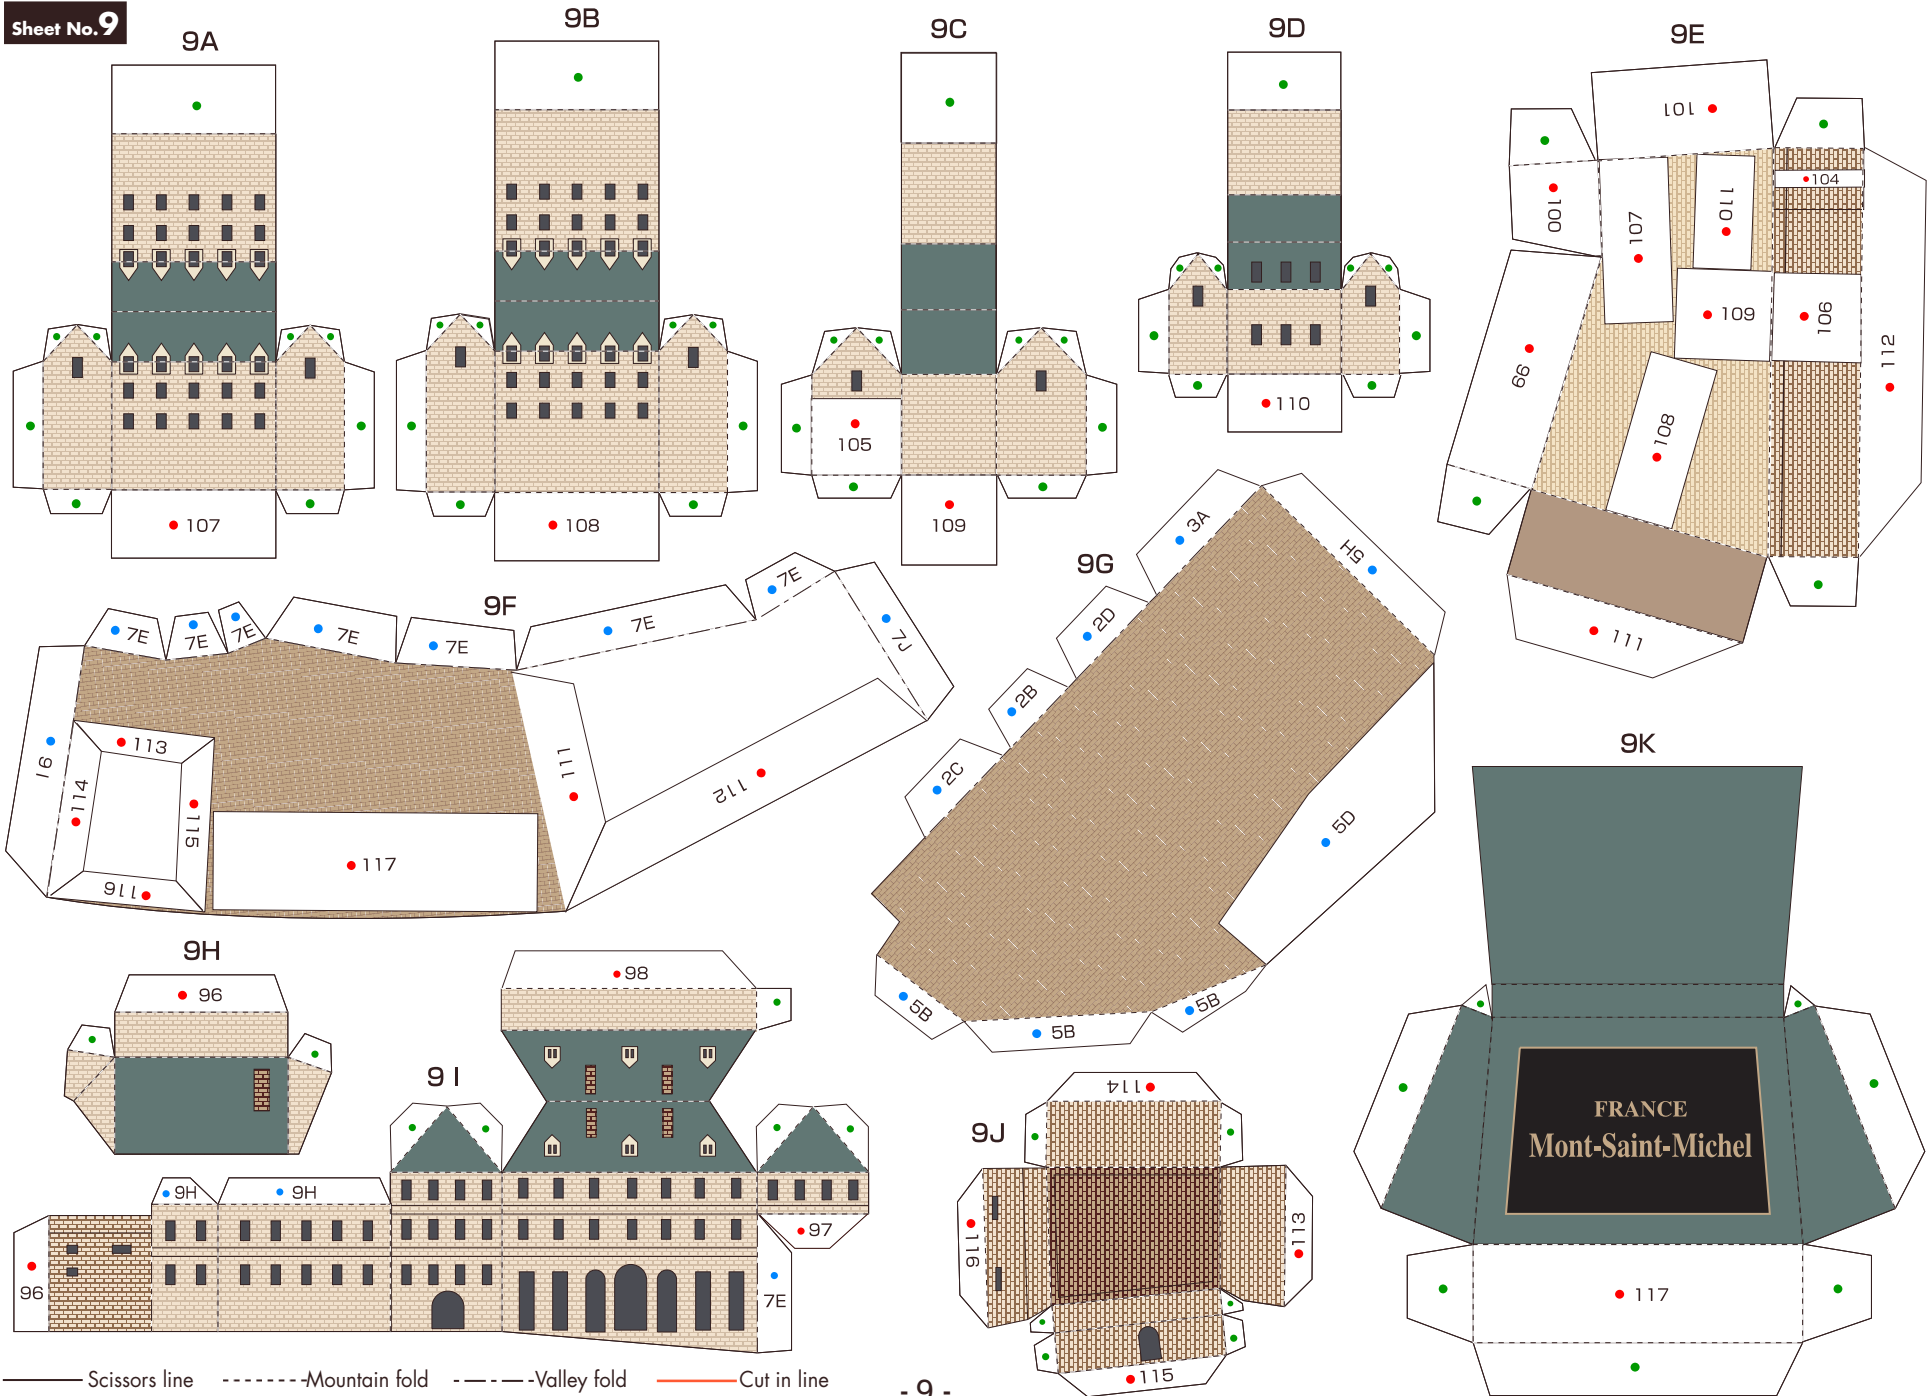 Sheet No.9
9A
9B
9C
9D
9E
107
108
105
109
110
101
100
107
110
104
99
109
106
112
108
111
9F
7E
7E
7E
7E
7E
7E
7E
7J
9I
113
114
115
116
117
111
112
9G
3A
5H
2D
2B
2C
5D
5B
5B
5B
9H
96
9I
98
9H
9H
96
97
7E
9J
114
116
113
115
9K
FRANCE
Mont-Saint-Michel
117
Scissors line
Mountain fold
Valley fold
Cut in line
- 9 -